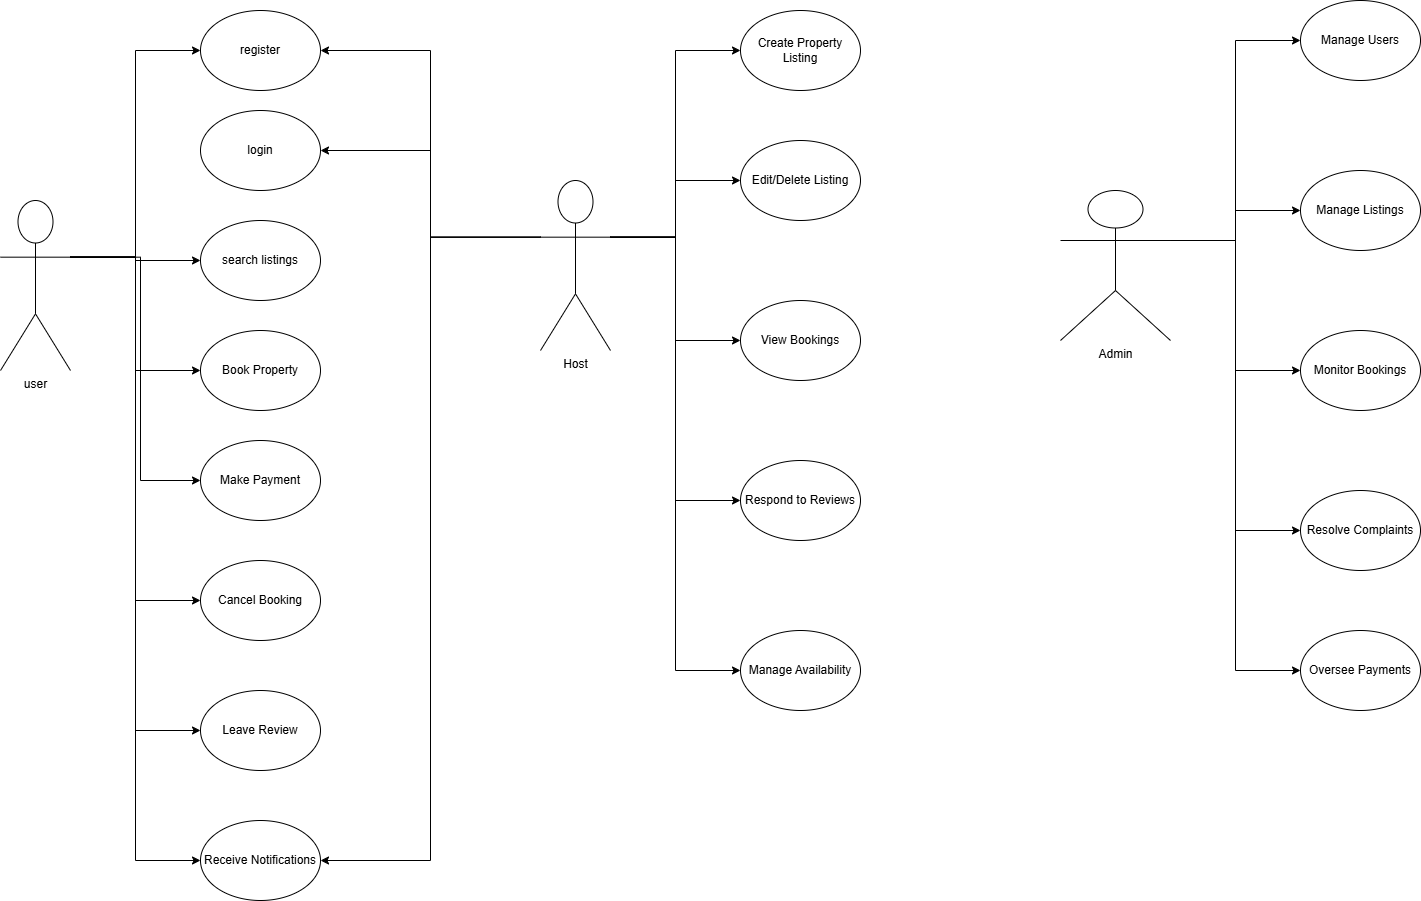 register
login
search listings
Book Property
Make Payment
Cancel Booking
Leave Review
Receive Notifications
user
Create Property
Listing
Edit/Delete Listing
View Bookings
Respond to Reviews
Manage Availability
Host
Manage Users
Manage Listings
Monitor Bookings
Resolve Complaints
Oversee Payments
Admin